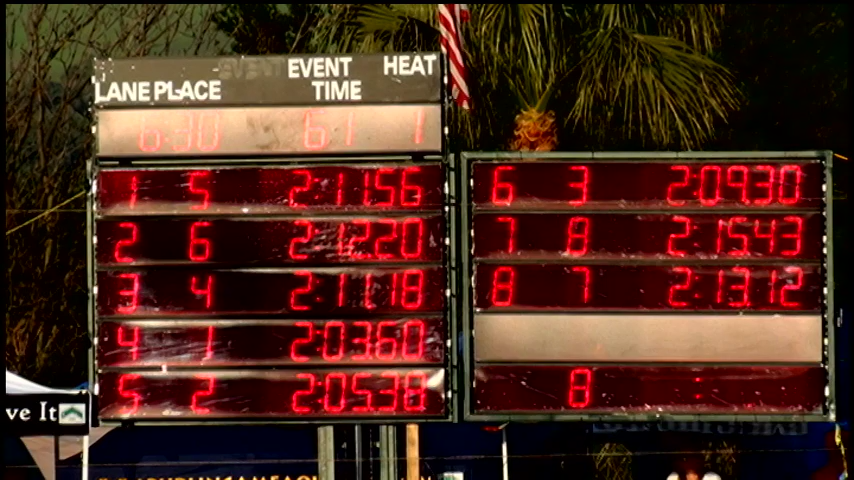 EVENT HEAT
LANE PLACE TIME
6:30 61 1
1 5 2:11.56
2 6 2:12.20
3 4 2:11.18
4 1 2:03.60
5 2 2:05.38
6 3 2:09.30
7 8 2:15.43
8 7 2:13.12
8 :
ve It